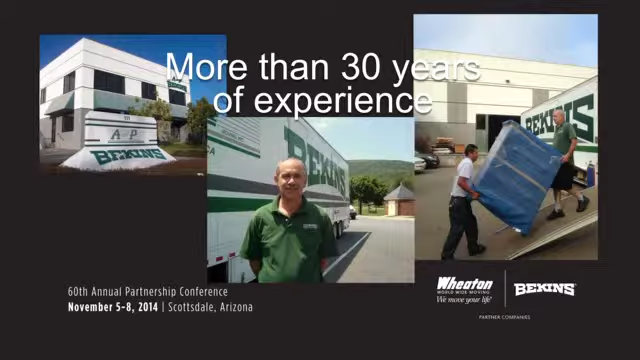 More than 30 years
of experience
A P
BEKINS
BEKINS
BEKINS
60th Annual Partnership Conference
November 5-8, 2014 | Scottsdale, Arizona
Wheaton
WORLD WIDE MOVING
We move your life
BEKINS
PARTNER COMPANIES